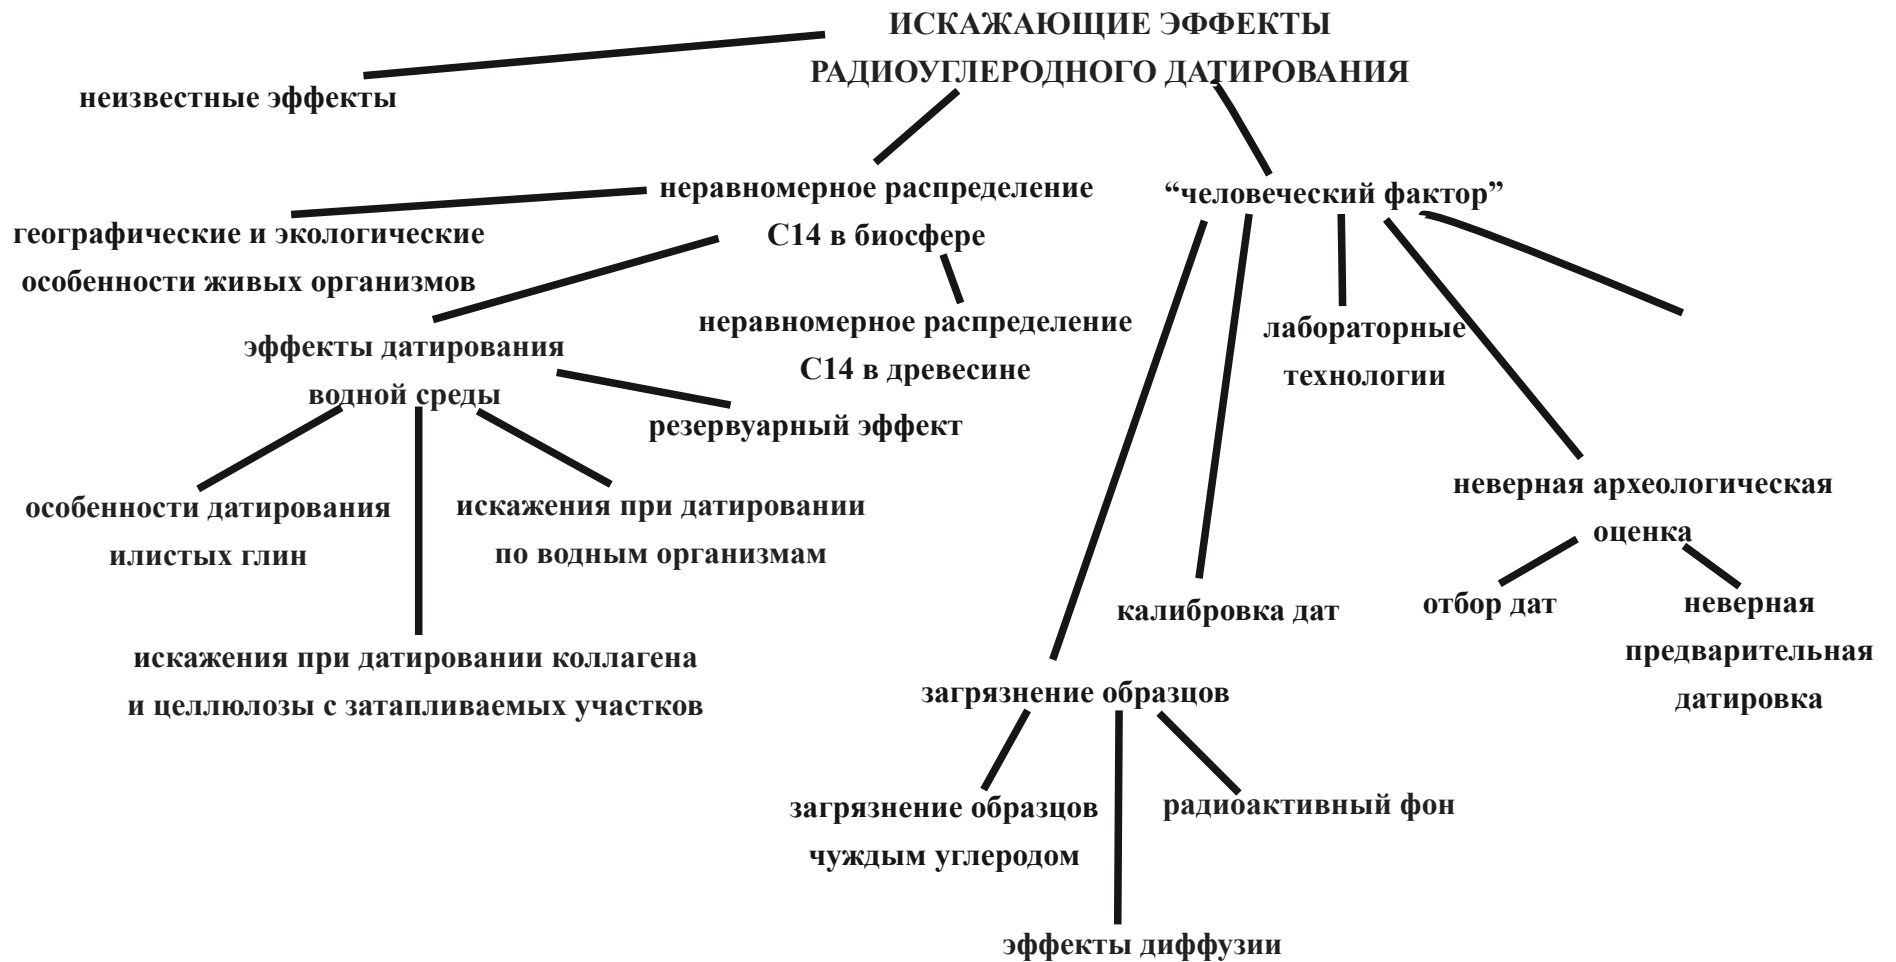 ИСКАЖАЮЩИЕ ЭФФЕКТЫ
РАДИОУГЛЕРОДНОГО ДАТИРОВАНИЯ
неизвестные эффекты
неравномерное распределение
С14 в биосфере
“человеческий фактор”
географические и экологические
особенности живых организмов
эффекты датирования
водной среды
неравномерное распределение
С14 в древесине
резервуарный эффект
лабораторные
технологии
особенности датирования
илистых глин
искажения при датировании
по водным организмам
искажения при датировании коллагена
и целлюлозы с затапливаемых участков
неверная археологическая
оценка
калибровка дат
отбор дат
неверная
предварительная
датировка
загрязнение образцов
загрязнение образцов
чуждым углеродом
радиоактивный фон
эффекты диффузии